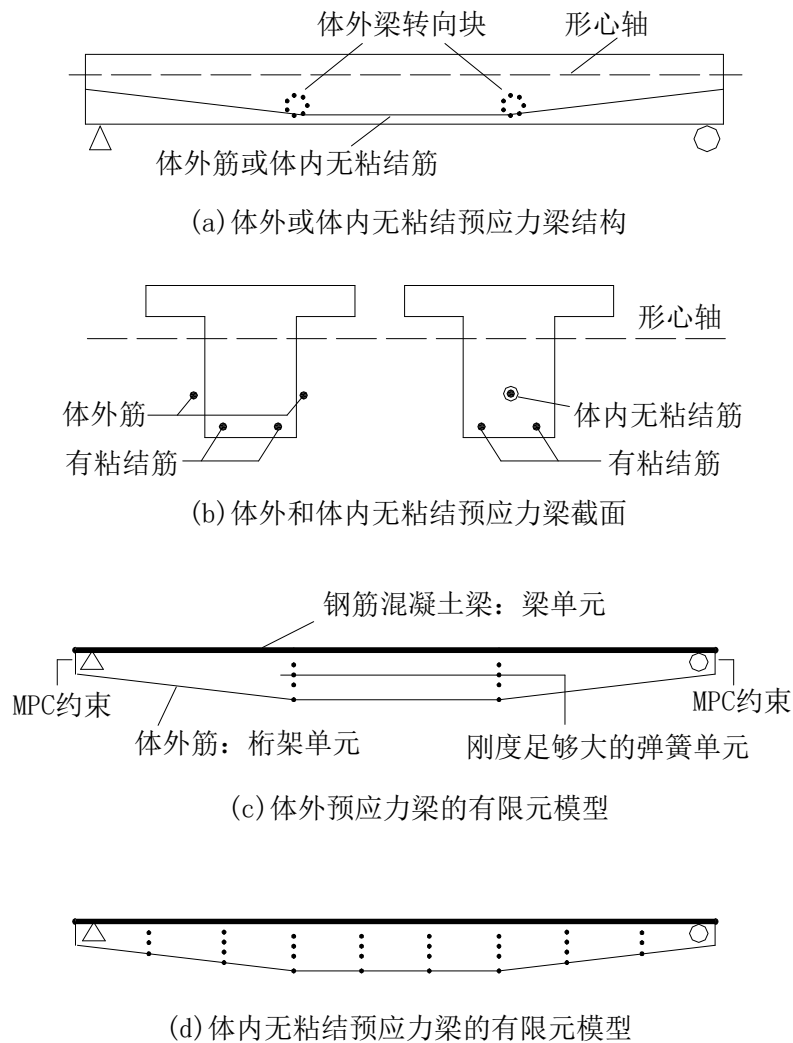 体外梁转向块 形心轴
体外筋或体内无粘结筋
(a)体外或体内无粘结预应力梁结构
形心轴
体外筋 体内无粘结筋
有粘结筋 有粘结筋
(b)体外和体内无粘结预应力梁截面
钢筋混凝土梁：梁单元
MPC约束 MPC约束
体外筋：桁架单元 刚度足够大的弹簧单元
(c)体外预应力梁的有限元模型
(d)体内无粘结预应力梁的有限元模型